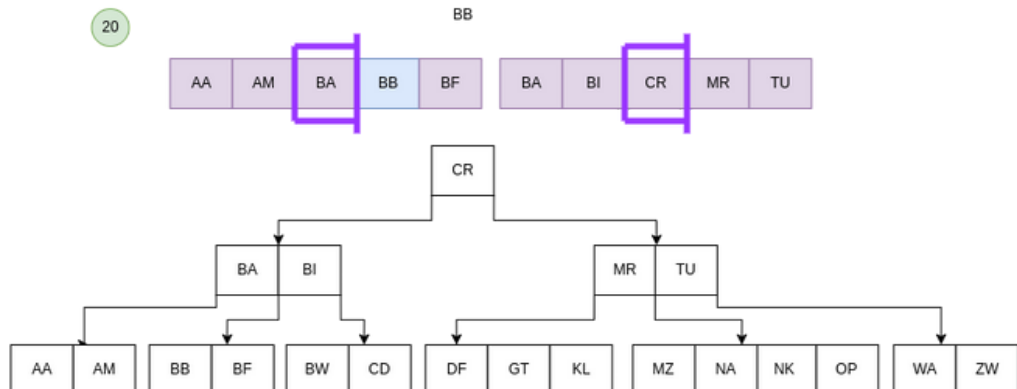 20 BB
AA AM BA BB BF BA BI CR MR TU
CR
BA BI MR TU
AA AM BB BF BW CD DF GT KL MZ NA NK OP WA ZW